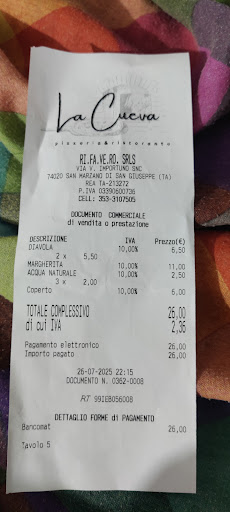 La Cueva
pizzeria&ristorante
RI.FA.VE.RO. SRLS
VIA V. IMPORTUNO SNC
74020 SAN MARZANO DI SAN GIUSEPPE (TA)
REA TA-213272
P.IVA 03390600736
CELL: 353-3107505
DOCUMENTO COMMERCIALE
di vendita o prestazione
DESCRIZIONE IVA Prezzo(€)
DIAVOLA 10,00% 6,50
2 x 5,50
MARGHERITA 10,00% 11,00
ACQUA NATURALE 10,00% 2,50
3 x 2,00
Coperto 10,00% 6,00
TOTALE COMPLESSIVO 26,00
di cui IVA 2,36
Pagamento elettronico 26,00
Importo pagato 26,00
26-07-2025 22:15
DOCUMENTO N. 0362-0008
RT 99IEB056008
DETTAGLIO FORME di PAGAMENTO
Bancomat 26,00
Tavolo 5